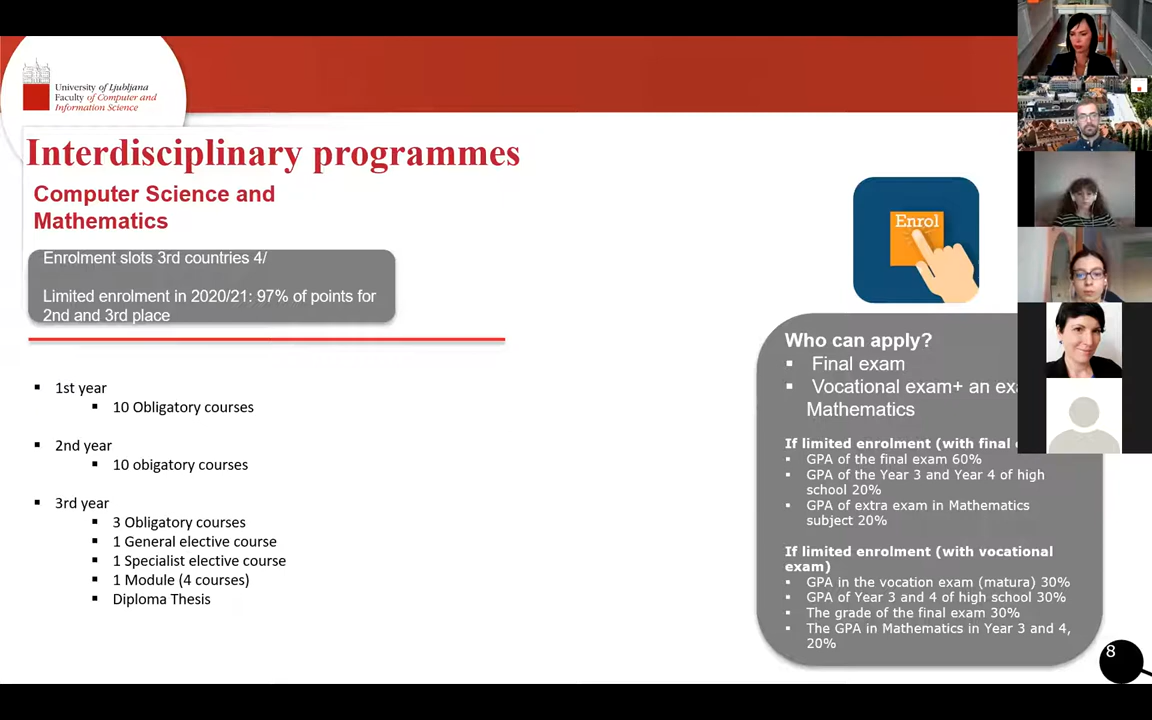 University of Ljubljana
Faculty of Computer and
Information Science
Interdisciplinary programmes
Computer Science and
Mathematics
Enrolment slots 3rd countries 4/
Limited enrolment in 2020/21: 97% of points for
2nd and 3rd place
▪ 1st year
▪ 10 Obligatory courses
▪ 2nd year
▪ 10 obigatory courses
▪ 3rd year
▪ 3 Obligatory courses
▪ 1 General elective course
▪ 1 Specialist elective course
▪ 1 Module (4 courses)
▪ Diploma Thesis
Enrol
Who can apply?
▪ Final exam
▪ Vocational exam+ an
Mathematics
If limited enrolment (with final
▪ GPA of the final exam 60%
▪ GPA of the Year 3 and Year 4 of high
school 20%
▪ GPA of extra exam in Mathematics
subject 20%
If limited enrolment (with vocational
exam)
▪ GPA in the vocation exam (matura) 30%
▪ GPA of Year 3 and 4 of high school 30%
▪ The grade of the final exam 30%
▪ The GPA in Mathematics in Year 3 and 4,
20%
8